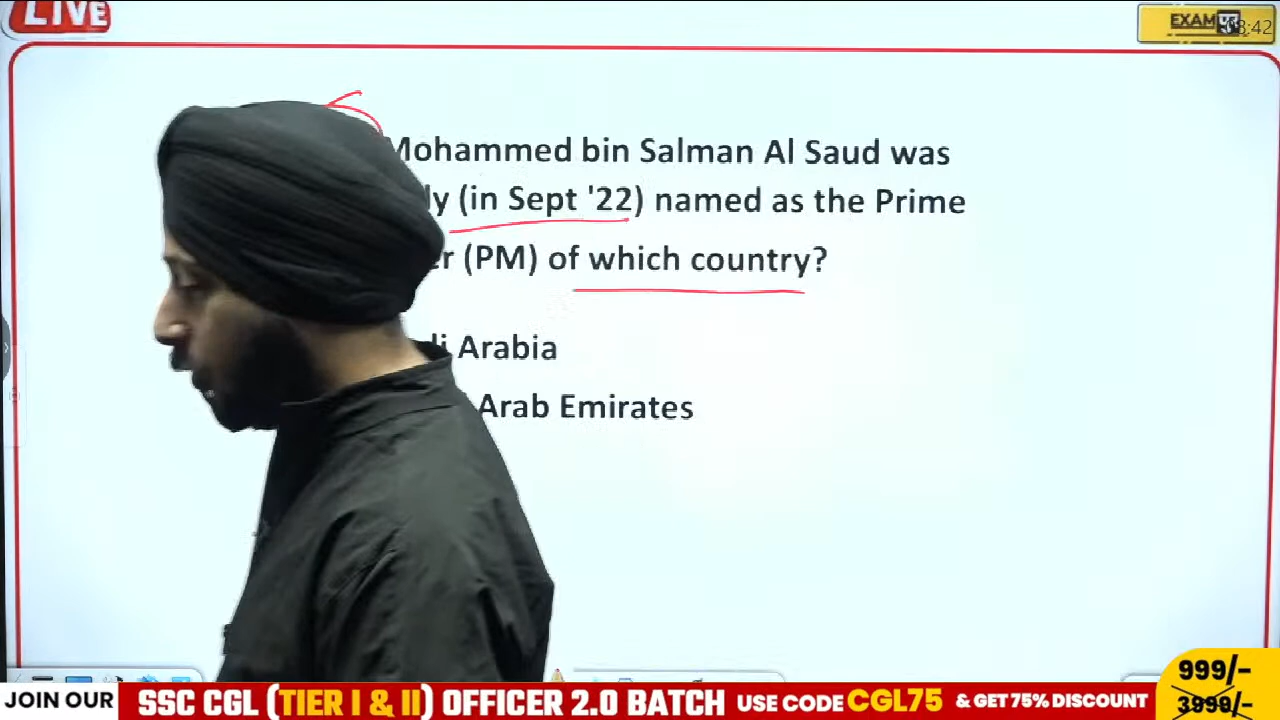 LIVE
EXAM
Mohammed bin Salman Al Saud was
ly (in Sept '22) named as the Prime
er (PM) of which country?
di Arabia
Arab Emirates
JOIN OUR SSC CGL (TIER I & II) OFFICER 2.0 BATCH USE CODE CGL75 & GET 75% DISCOUNT
999/-
3999/-